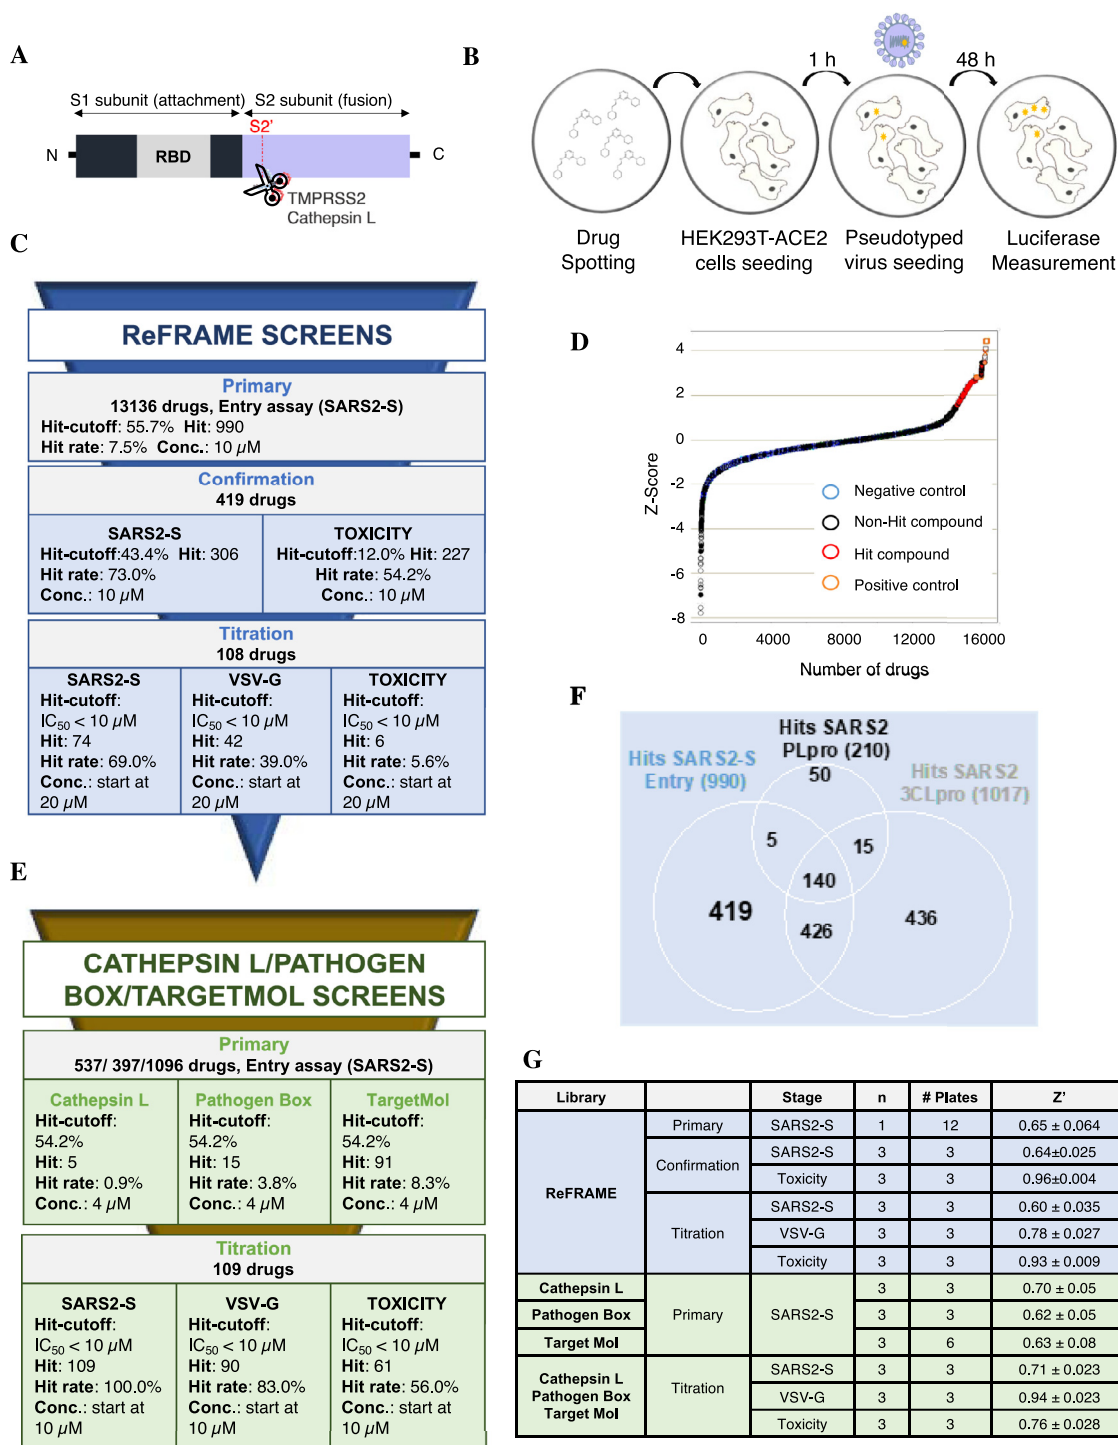 A
S1 subunit (attachment) S2 subunit (fusion)
S2'
N
RBD
C
TMPRSS2
Cathepsin L
B
1 h
48 h
Drug
Spotting
HEK293T-ACE2
cells seeding
Pseudotyped
virus seeding
Luciferase
Measurement
C
ReFRAME SCREENS
Primary
13136 drugs, Entry assay (SARS2-S)
Hit-cutoff: 55.7% Hit: 990
Hit rate: 7.5% Conc.: 10 µM
Confirmation
419 drugs
SARS2-S
Hit-cutoff:43.4% Hit: 306
Hit rate: 73.0%
Conc.: 10 µM
TOXICITY
Hit-cutoff:12.0% Hit: 227
Hit rate: 54.2%
Conc.: 10 µM
Titration
108 drugs
SARS2-S
Hit-cutoff:
IC50 < 10 µM
Hit: 74
Hit rate: 69.0%
Conc.: start at
20 µM
VSV-G
Hit-cutoff:
IC50 < 10 µM
Hit: 42
Hit rate: 39.0%
Conc.: start at
20 µM
TOXICITY
Hit-cutoff:
IC50 < 10 µM
Hit: 6
Hit rate: 5.6%
Conc.: start at
20 µM
D
Z-Score
4
2
0
-2
-4
-6
-8
Negative control
Non-Hit compound
Hit compound
Positive control
0 4000 8000 12000 16000
Number of drugs
E
CATHEPSIN L/PATHOGEN
BOX/TARGETMOL SCREENS
Primary
537/ 397/1096 drugs, Entry assay (SARS2-S)
Cathepsin L
Hit-cutoff:
54.2%
Hit: 5
Hit rate: 0.9%
Conc.: 4 µM
Pathogen Box
Hit-cutoff:
54.2%
Hit: 15
Hit rate: 3.8%
Conc.: 4 µM
TargetMol
Hit-cutoff:
54.2%
Hit: 91
Hit rate: 8.3%
Conc.: 4 µM
Titration
109 drugs
SARS2-S
Hit-cutoff:
IC50 < 10 µM
Hit: 109
Hit rate: 100.0%
Conc.: start at
10 µM
VSV-G
Hit-cutoff:
IC50 < 10 µM
Hit: 90
Hit rate: 83.0%
Conc.: start at
10 µM
TOXICITY
Hit-cutoff:
IC50 < 10 µM
Hit: 61
Hit rate: 56.0%
Conc.: start at
10 µM
F
Hits SARS2-S
Entry (990)
Hits SARS2
PLpro (210)
Hits SARS2
3CLpro (1017)
50
5
15
140
419
426
436
G
Library Stage n # Plates Z'
ReFRAME
Primary SARS2-S 1 12 0.65 ± 0.064
Confirmation
SARS2-S 3 3 0.64±0.025
Toxicity 3 3 0.96±0.004
Titration
SARS2-S 3 3 0.60 ± 0.035
VSV-G 3 3 0.78 ± 0.027
Toxicity 3 3 0.93 ± 0.009
Primary
SARS2-S
Cathepsin L 3 3 0.70 ± 0.05
Pathogen Box 3 3 0.62 ± 0.05
Target Mol 3 6 0.63 ± 0.08
Cathepsin L
Pathogen Box
Target Mol
Titration
SARS2-S 3 3 0.71 ± 0.023
VSV-G 3 3 0.94 ± 0.023
Toxicity 3 3 0.76 ± 0.028